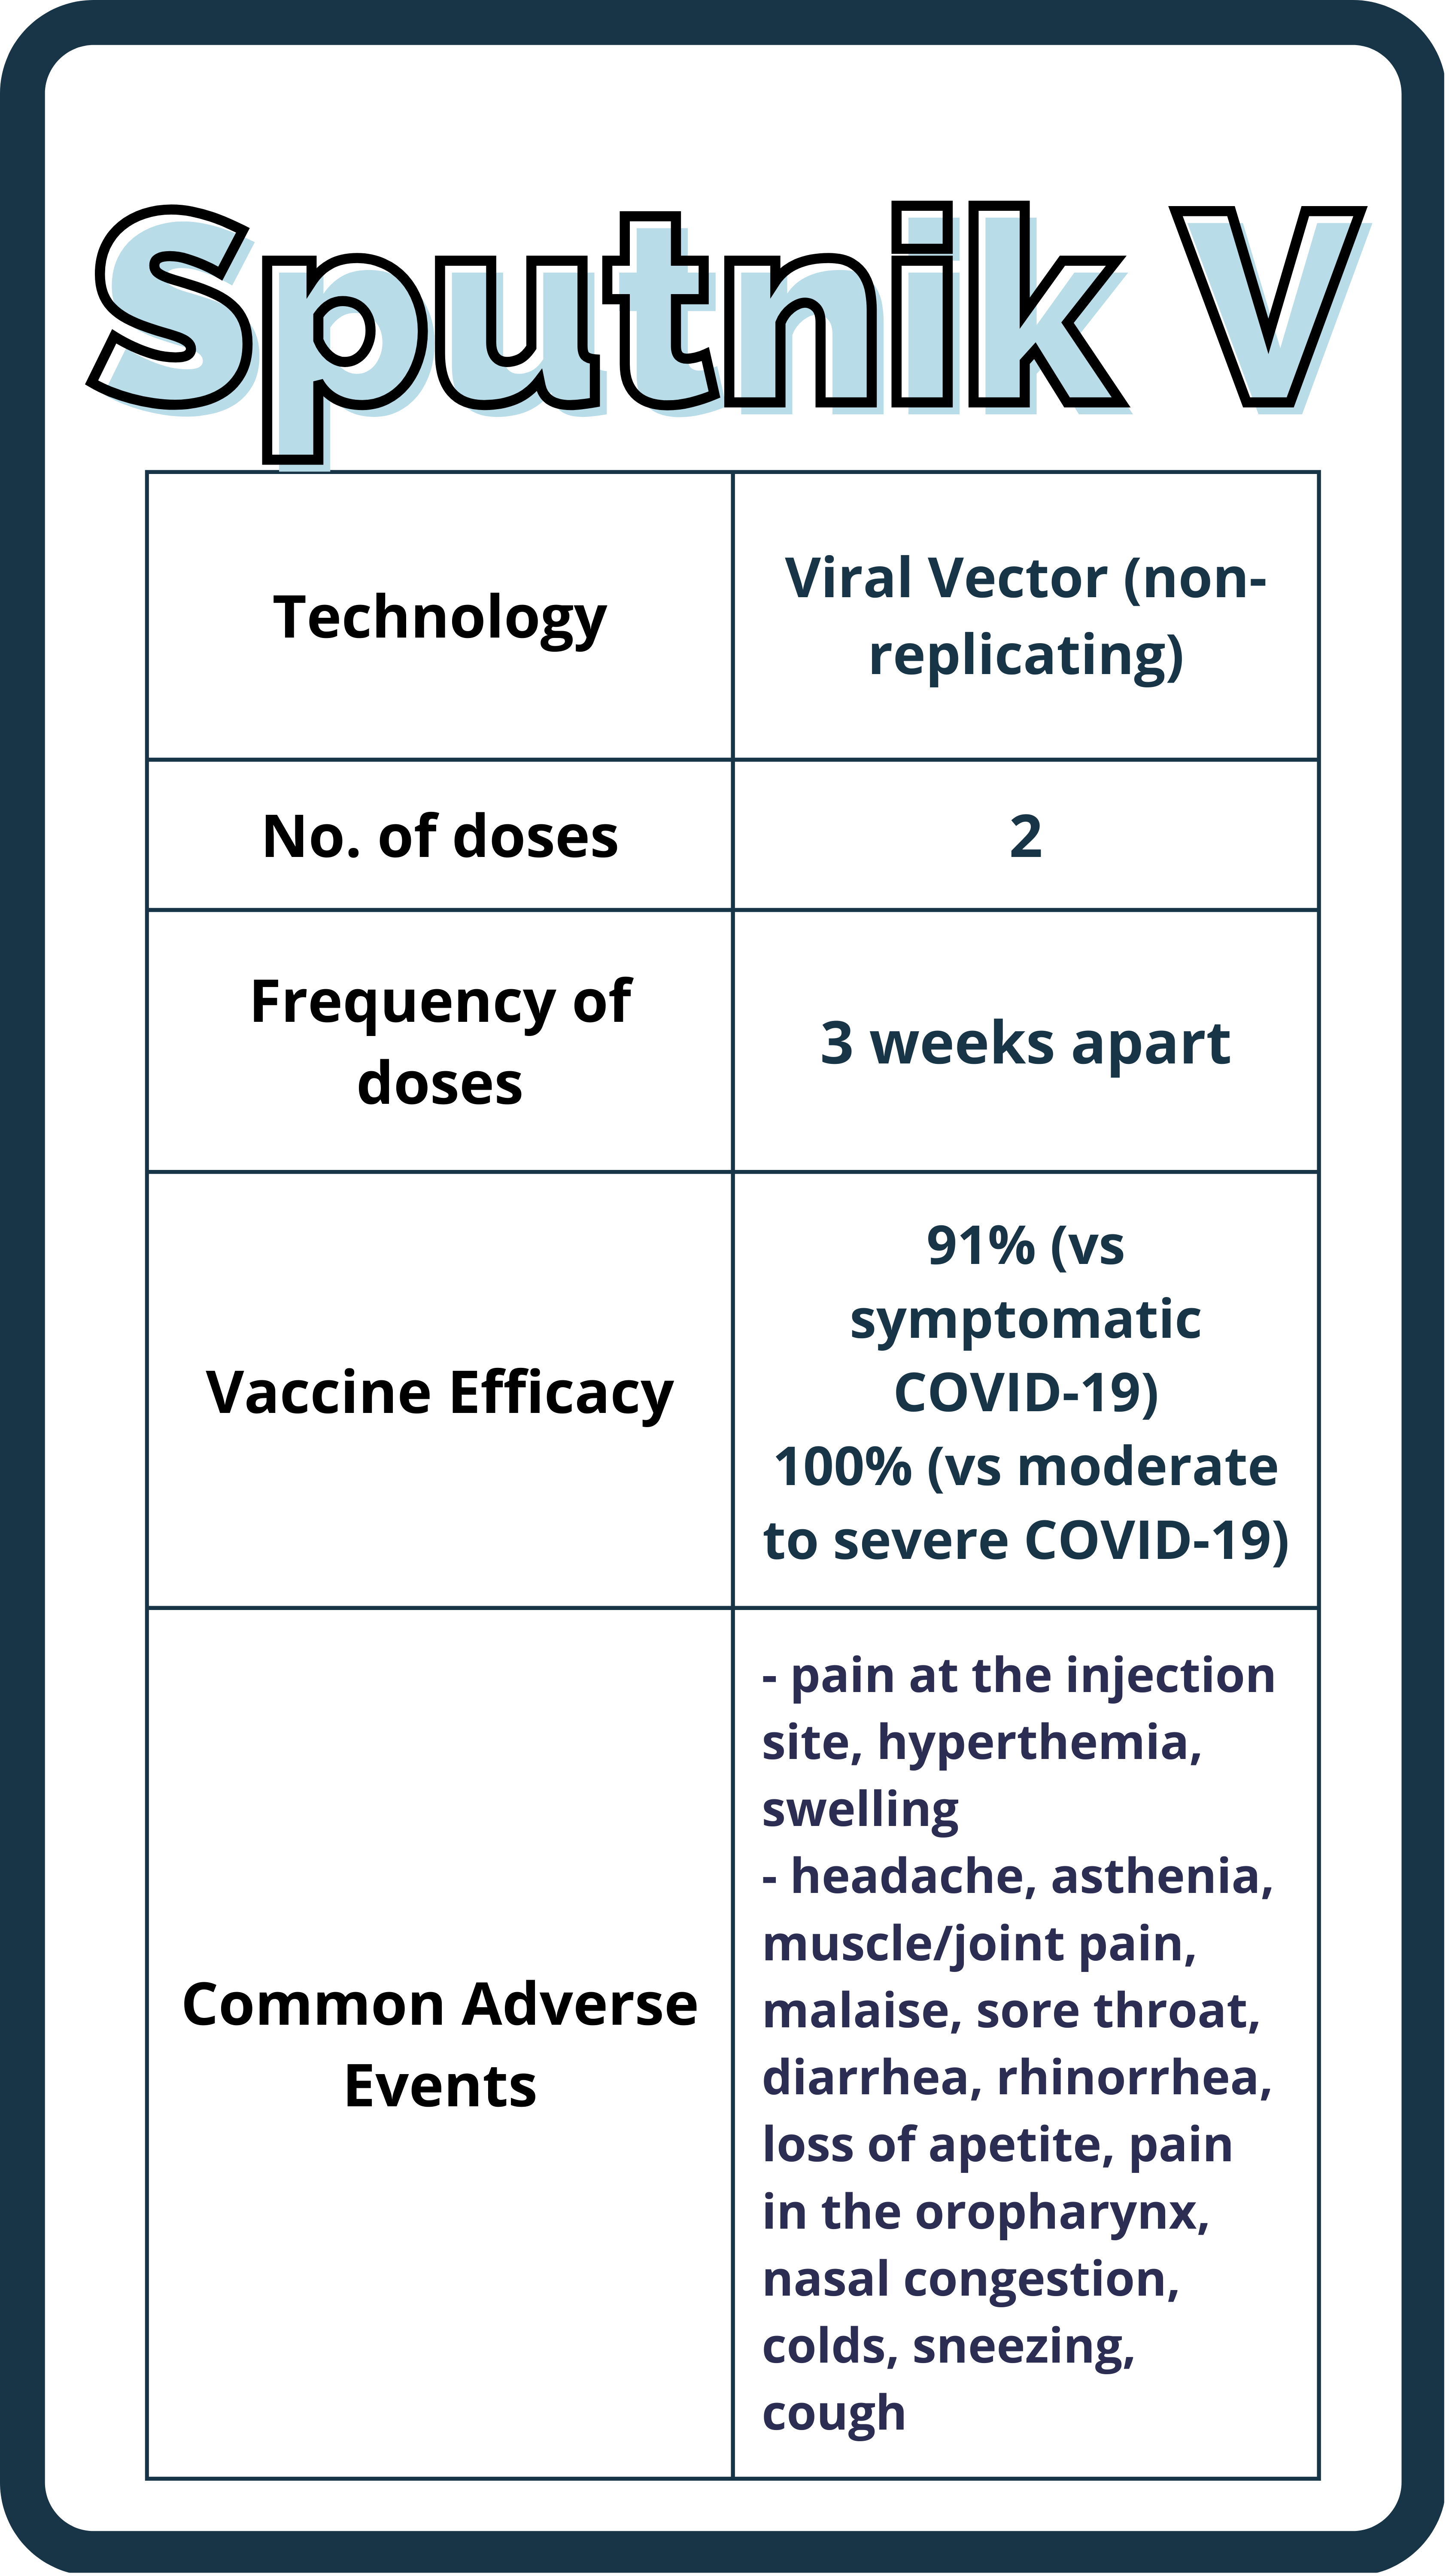 Sputnik V
Technology
Viral Vector (non-
replicating)
No. of doses
2
Frequency of
doses
3 weeks apart
Vaccine Efficacy
91% (vs
symptomatic
COVID-19)
100% (vs moderate
to severe COVID-19)
Common Adverse
Events
- pain at the injection
site, hyperthemia,
swelling
- headache, asthenia,
muscle/joint pain,
malaise, sore throat,
diarrhea, rhinorrhea,
loss of apetite, pain
in the oropharynx,
nasal congestion,
colds, sneezing,
cough